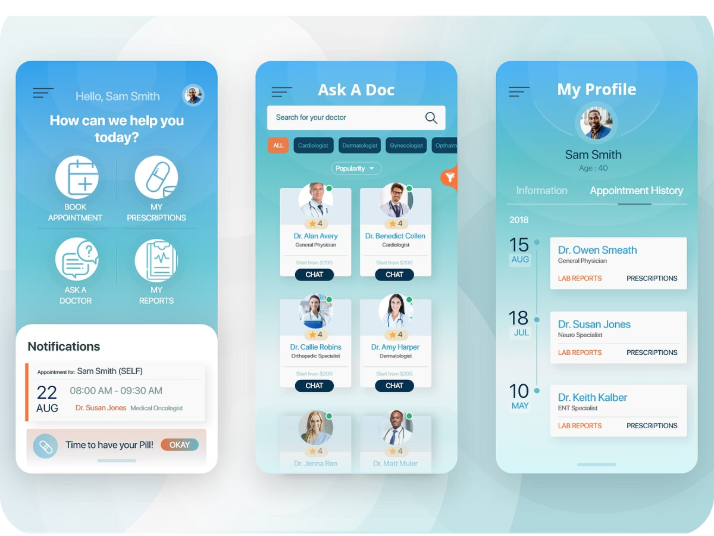 Hello, Sam Smith
How can we help you
today?
BOOK
APPOINTMENT
MY
PRESCRIPTIONS
ASK A
DOCTOR
MY
REPORTS
Notifications
Appointment for: Sam Smith (SELF)
22
AUG
08:00 AM - 09:30 AM
Dr. Susan Jones Medical Oncologist
Time to have your Pill!
OKAY
Ask A Doc
Search for your doctor
ALL
Cardiologist
Dermatologist
Gynecologist
Opthalm
Popularity
4
Dr. Alan Avery
General Physician
Start from $200
CHAT
4
Dr. Benedict Collen
Cardiologist
Start from $200
CHAT
4
Dr. Callie Robins
Orthopedic Specialist
Start from $200
CHAT
4
Dr. Amy Harper
Dermatologist
Start from $200
CHAT
4
Dr. Jenna Ren
4
Dr. Matt Muler
My Profile
Sam Smith
Age : 40
Information
Appointment History
2018
15
AUG
Dr. Owen Smeath
General Physician
LAB REPORTS PRESCRIPTIONS
18
JUL
Dr. Susan Jones
Neuro Specialist
LAB REPORTS PRESCRIPTIONS
10
MAY
Dr. Keith Kalber
ENT Specialist
LAB REPORTS PRESCRIPTIONS